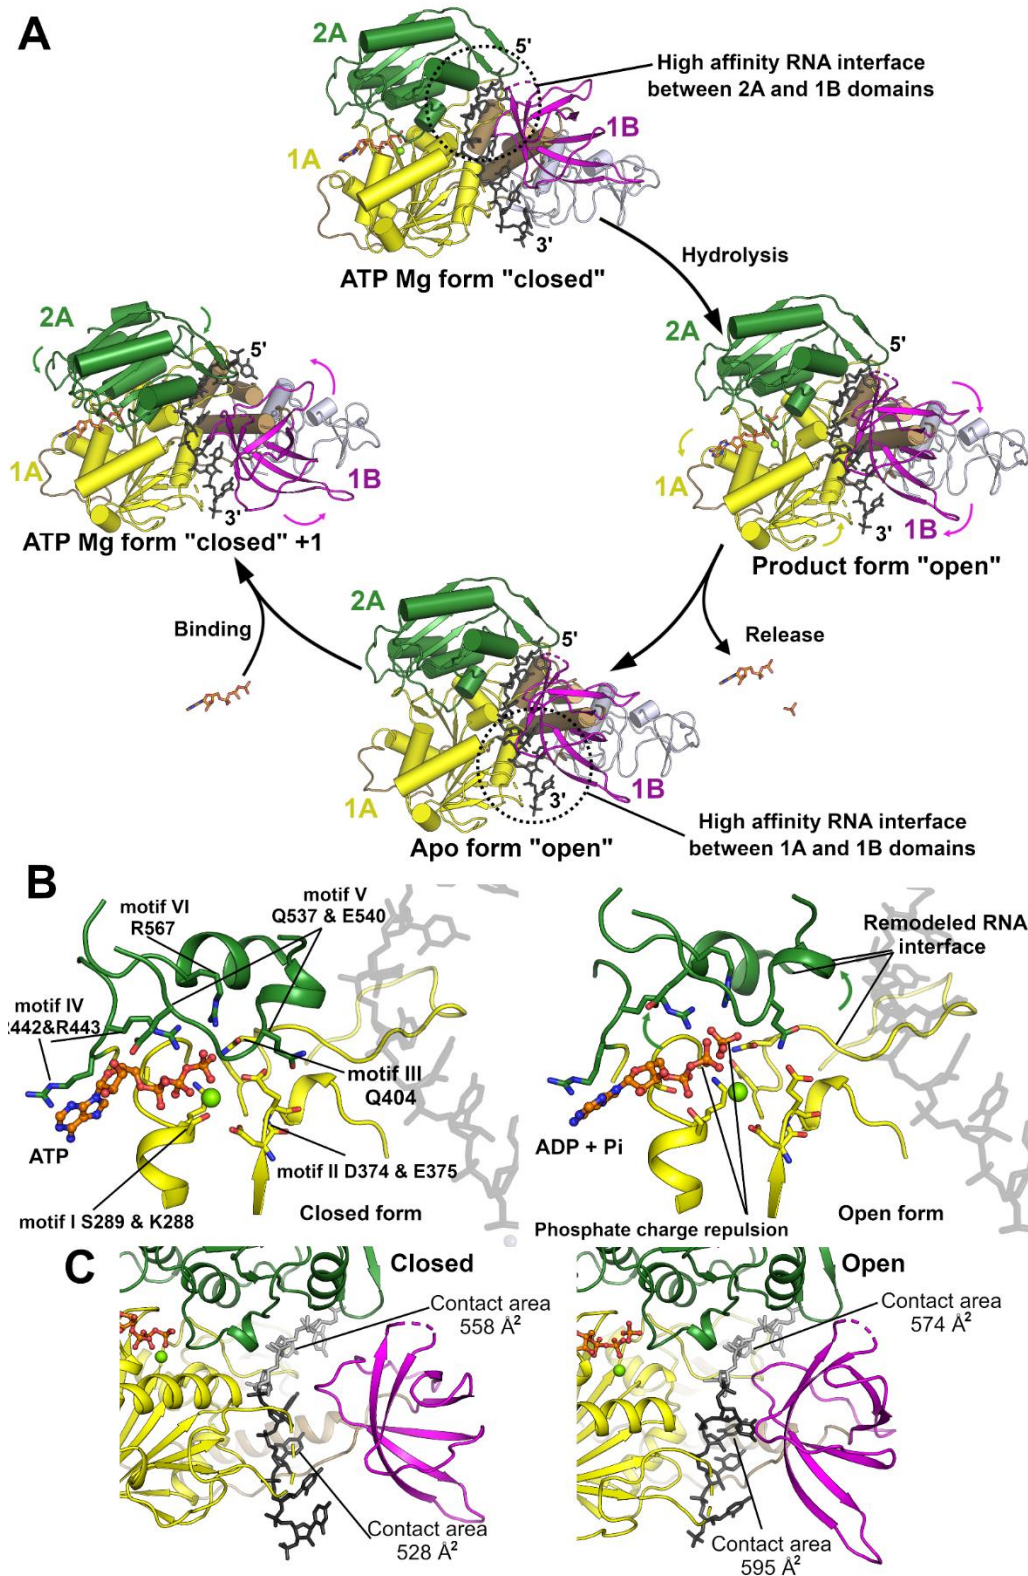 A
2A
5'
High affinity RNA interface
between 2A and 1B domains
1B
1A
3'
ATP Mg form "closed"
Hydrolysis
2A
5'
1A
1B
3'
ATP Mg form "closed" +1
2A
5'
1A
3'
1B
Product form "open"
Binding
Release
2A
5'
1A
3'
1B
Apo form "open"
High affinity RNA interface
between 1A and 1B domains
B
motif VI
R567
motif V
Q537 & E540
motif IV
442&R443
motif III
Q404
ATP
motif II D374 & E375
motif I S289 & K288
Closed form
Remodeled RNA
interface
ADP + Pi
Phosphate charge repulsion
Open form
C
Closed
Contact area
558 Å²
Contact area
528 Å²
Open
Contact area
574 Å²
Contact area
595 Å²